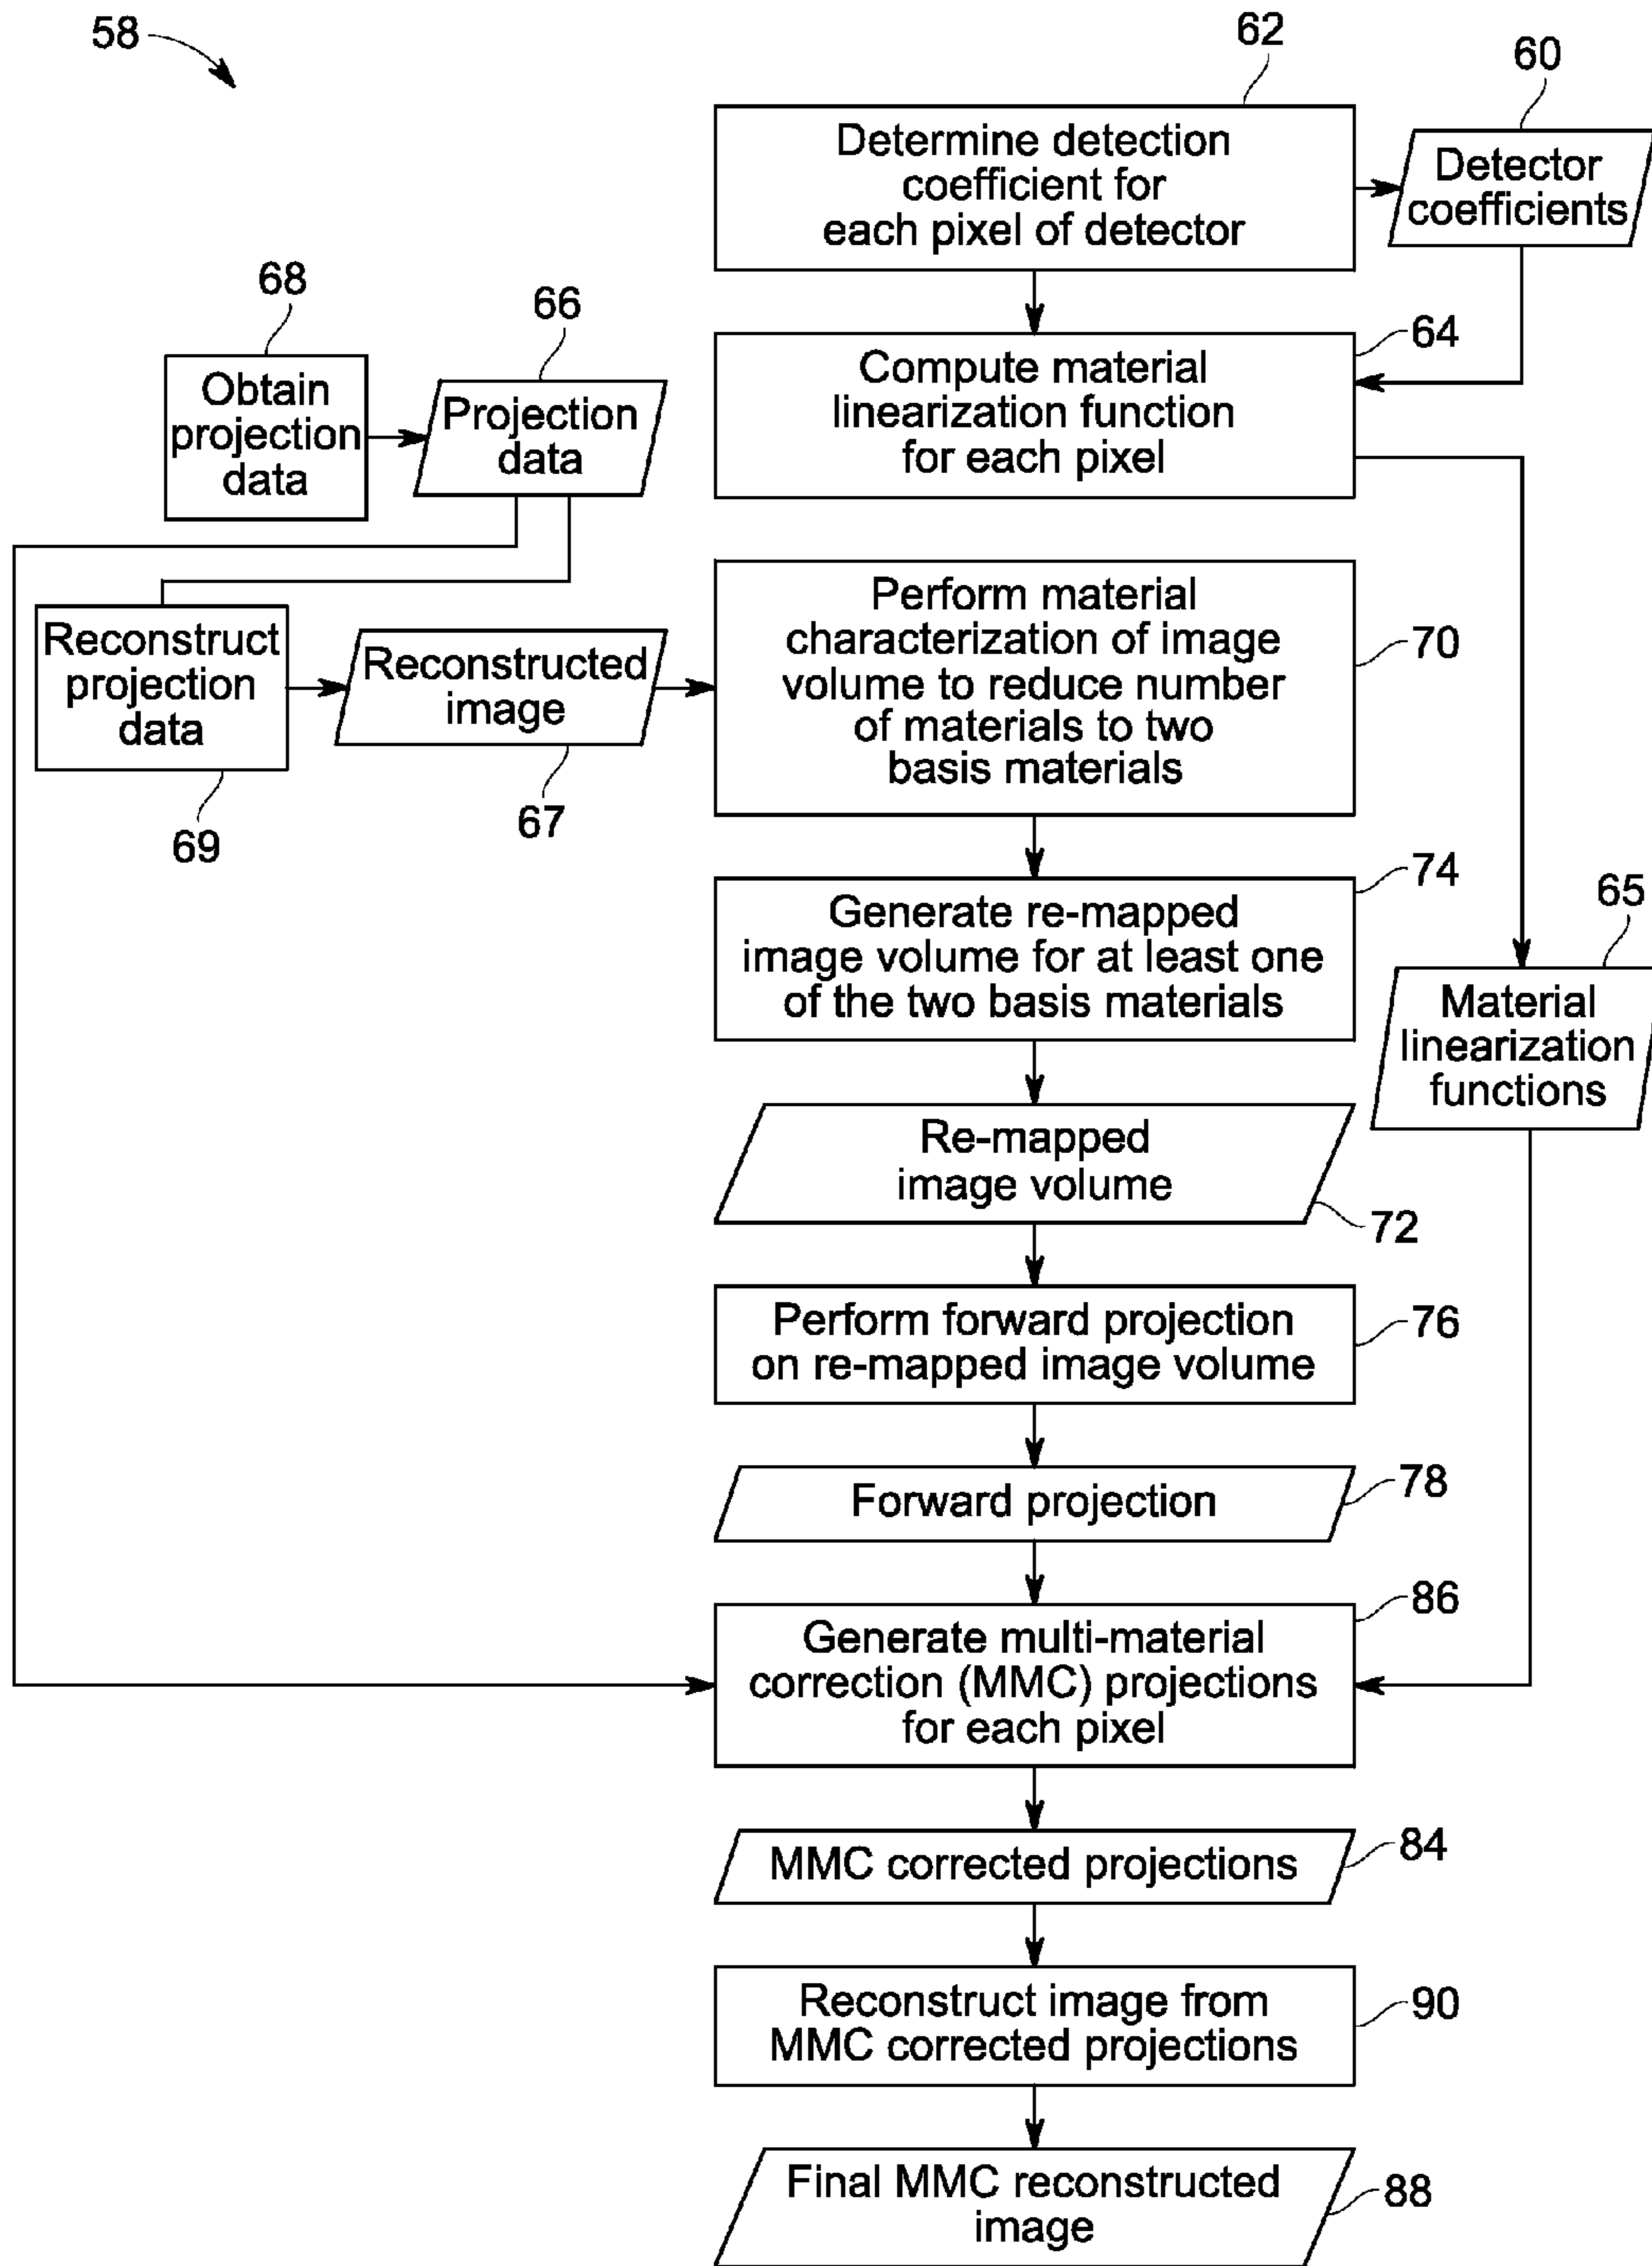 58
62
60
Determine detection
coefficient for
each pixel of detector
Detector
coefficients
68
66
64
Obtain
projection
data
Projection
data
Compute material
linearization function
for each pixel
Reconstruct
projection
data
69
Reconstructed
image
67
Perform material
characterization of image
volume to reduce number
of materials to two
basis materials
70
74
Generate re-mapped
image volume for at least one
of the two basis materials
65
Material
linearization
functions
Re-mapped
image volume
72
Perform forward projection
on re-mapped image volume
76
Forward projection
78
86
Generate multi-material
correction (MMC) projections
for each pixel
MMC corrected projections
84
Reconstruct image from
MMC corrected projections
90
Final MMC reconstructed
image
88